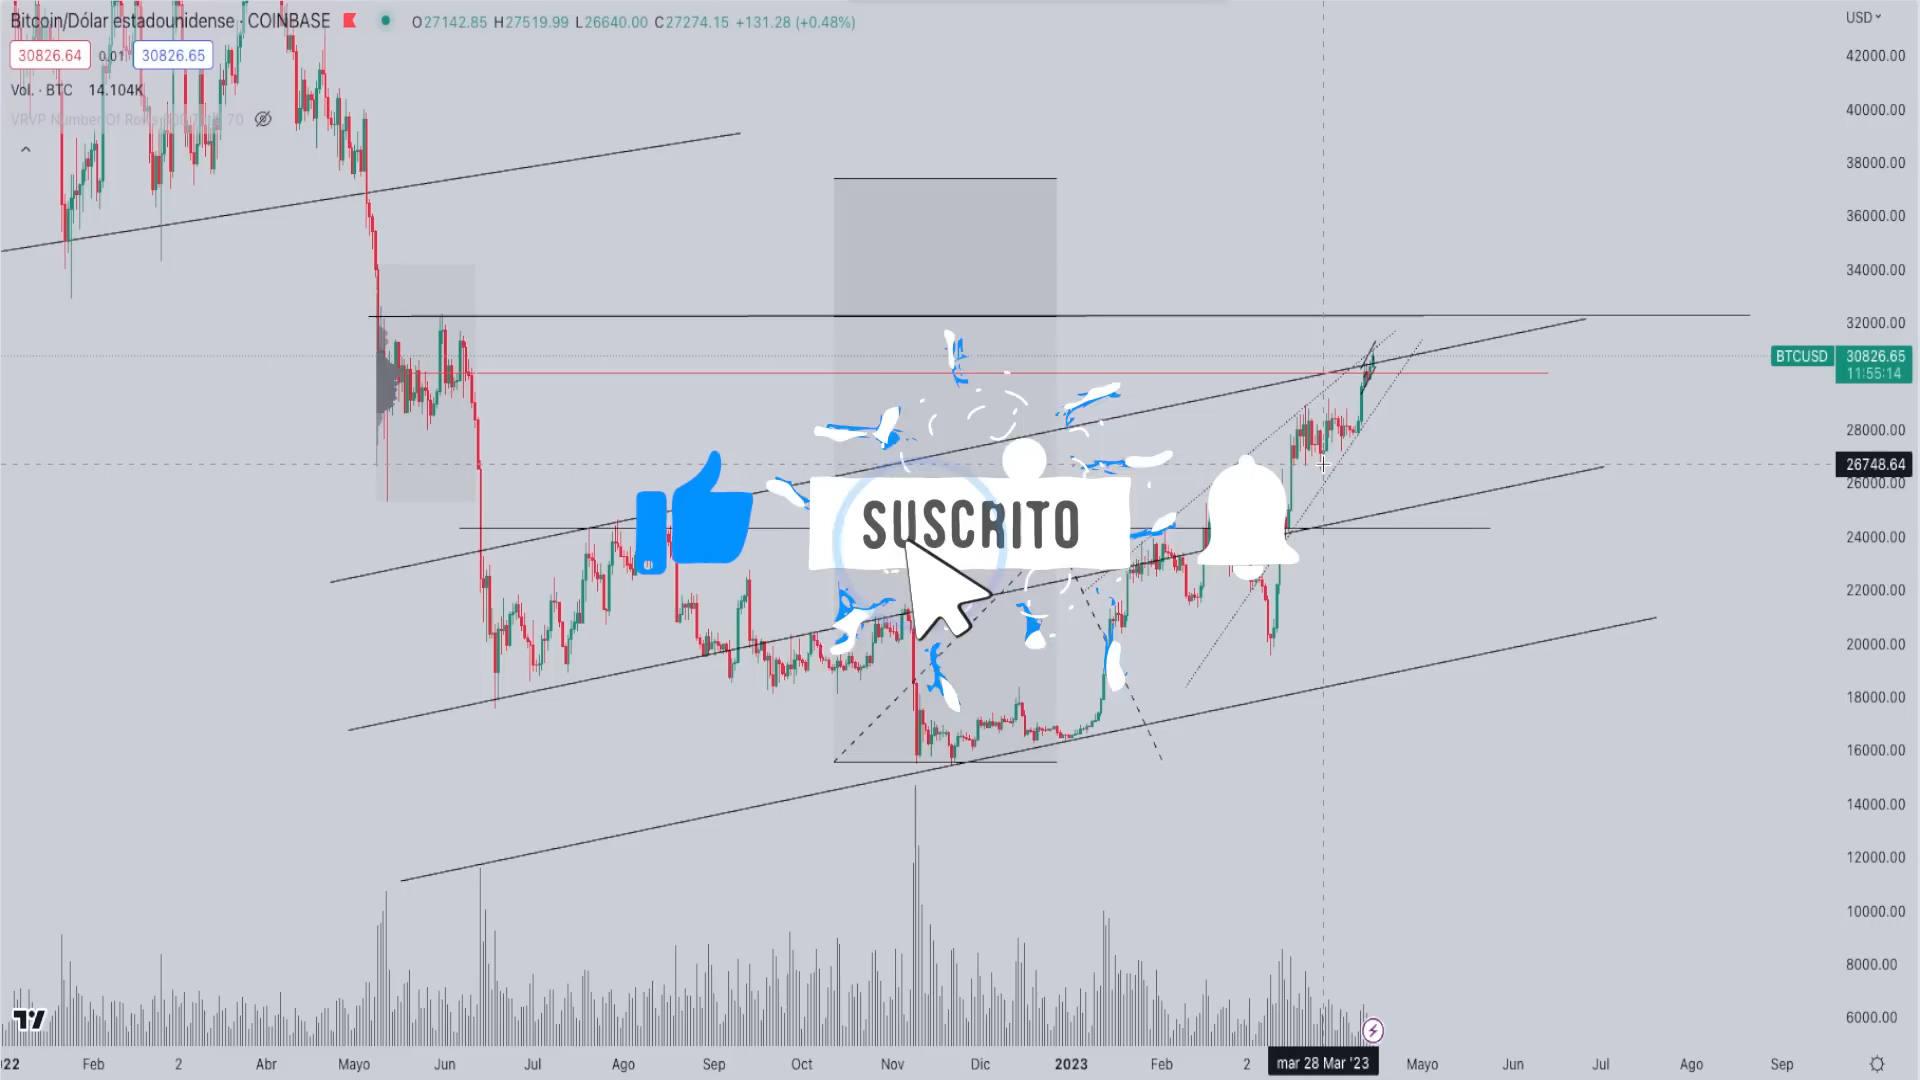 Bitcoin/Dólar estadounidense · COINBASE O27142.85 H27519.99 L26640.00 C27274.15 +131.28 (+0.48%)
USD
30826.64 0.01 30826.65
Vol. · BTC 14.104K
VRVP Number Of 70
42000.00
40000.00
38000.00
36000.00
34000.00
32000.00
BTCUSD 30826.65
11:55:14
28000.00
26748.64
26000.00
24000.00
22000.00
20000.00
18000.00
16000.00
14000.00
12000.00
10000.00
8000.00
6000.00
SUSCRITO
022 Feb 2 Abr Mayo Jun Jul Ago Sep Oct Nov Dic 2023 Feb 2 mar 28 Mar '23 Mayo Jun Jul Ago Sep